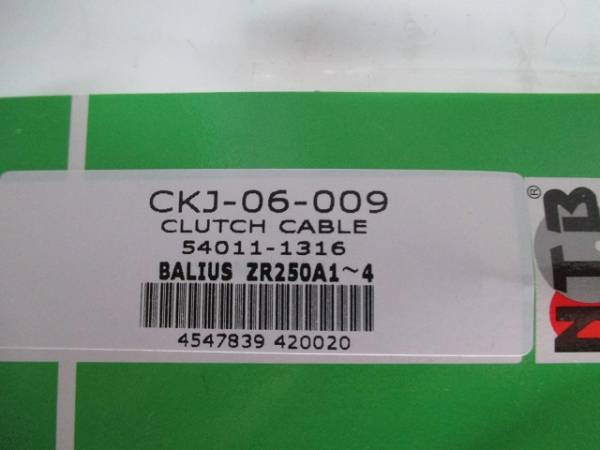 CKJ-06-009
CLUTCH CABLE
54011-1316
BALIUS ZR250A1~4
4547839 420020
NTB®